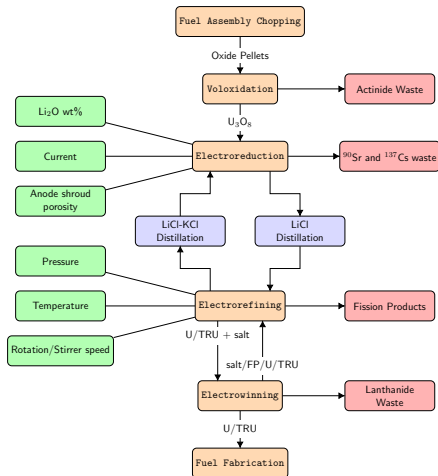 Fuel Assembly Chopping
Oxide Pellets
Voloxidation
Actinide Waste
U₃O₈
Li₂O wt%
Current
Anode shroud
porosity
Electroreduction
⁹⁰Sr and ¹³⁷Cs waste
LiCl-KCl
Distillation
LiCl
Distillation
Pressure
Temperature
Rotation/Stirrer speed
Electrorefining
Fission Products
U/TRU + salt
salt/FP/U/TRU
Electrowinning
Lanthanide
Waste
U/TRU
Fuel Fabrication